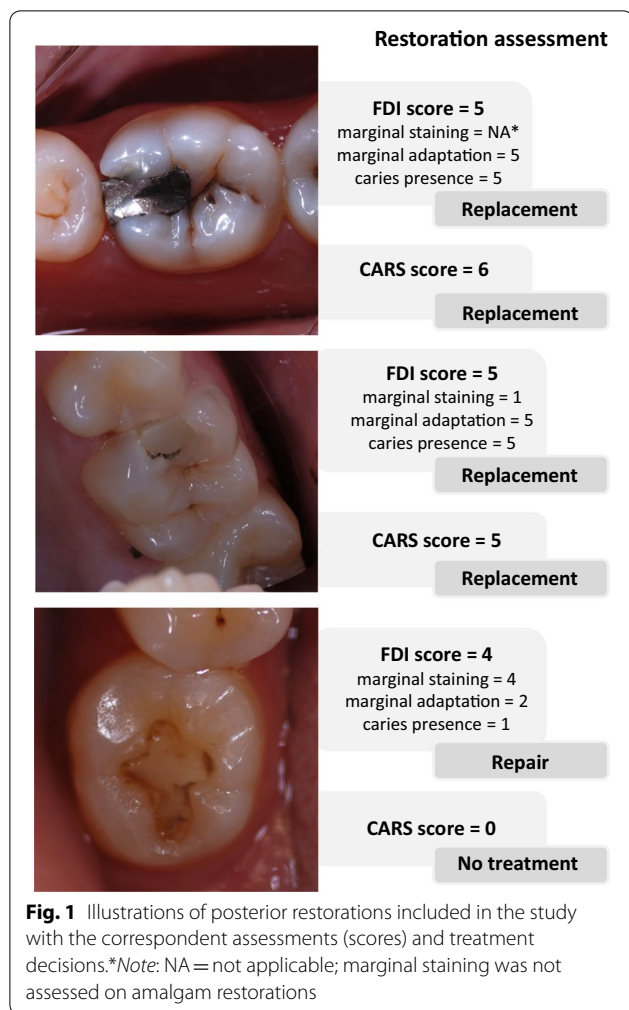 Restoration assessment
FDI score = 5
marginal staining = NA*
marginal adaptation = 5
caries presence = 5
Replacement
CARS score = 6
Replacement
FDI score = 5
marginal staining = 1
marginal adaptation = 5
caries presence = 5
Replacement
CARS score = 5
Replacement
FDI score = 4
marginal staining = 4
marginal adaptation = 2
caries presence = 1
Repair
CARS score = 0
No treatment
Fig. 1 Illustrations of posterior restorations included in the study
with the correspondent assessments (scores) and treatment
decisions.*Note: NA = not applicable; marginal staining was not
assessed on amalgam restorations